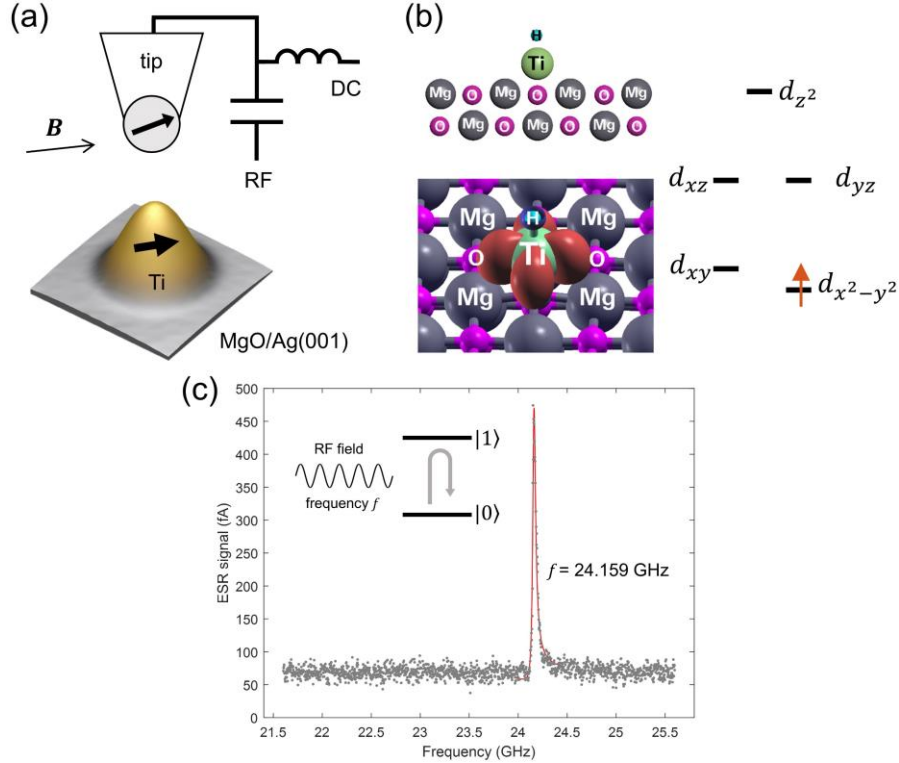 (a)
tip
B
DC
RF
Ti
MgO/Ag(001)
(b)
H
Ti
Mg O Mg O Mg O Mg
O Mg O Mg O Mg O
Mg H Mg
O Ti O
Mg Mg
d_{z^2}
d_{xz} d_{yz}
d_{xy} d_{x^2-y^2}
(c)
500
450
400
350
300
250
200
150
100
50
0
ESR signal (fA)
RF field
frequency f
|1⟩
|0⟩
f = 24.159 GHz
21.5 22 22.5 23 23.5 24 24.5 25 25.5
Frequency (GHz)